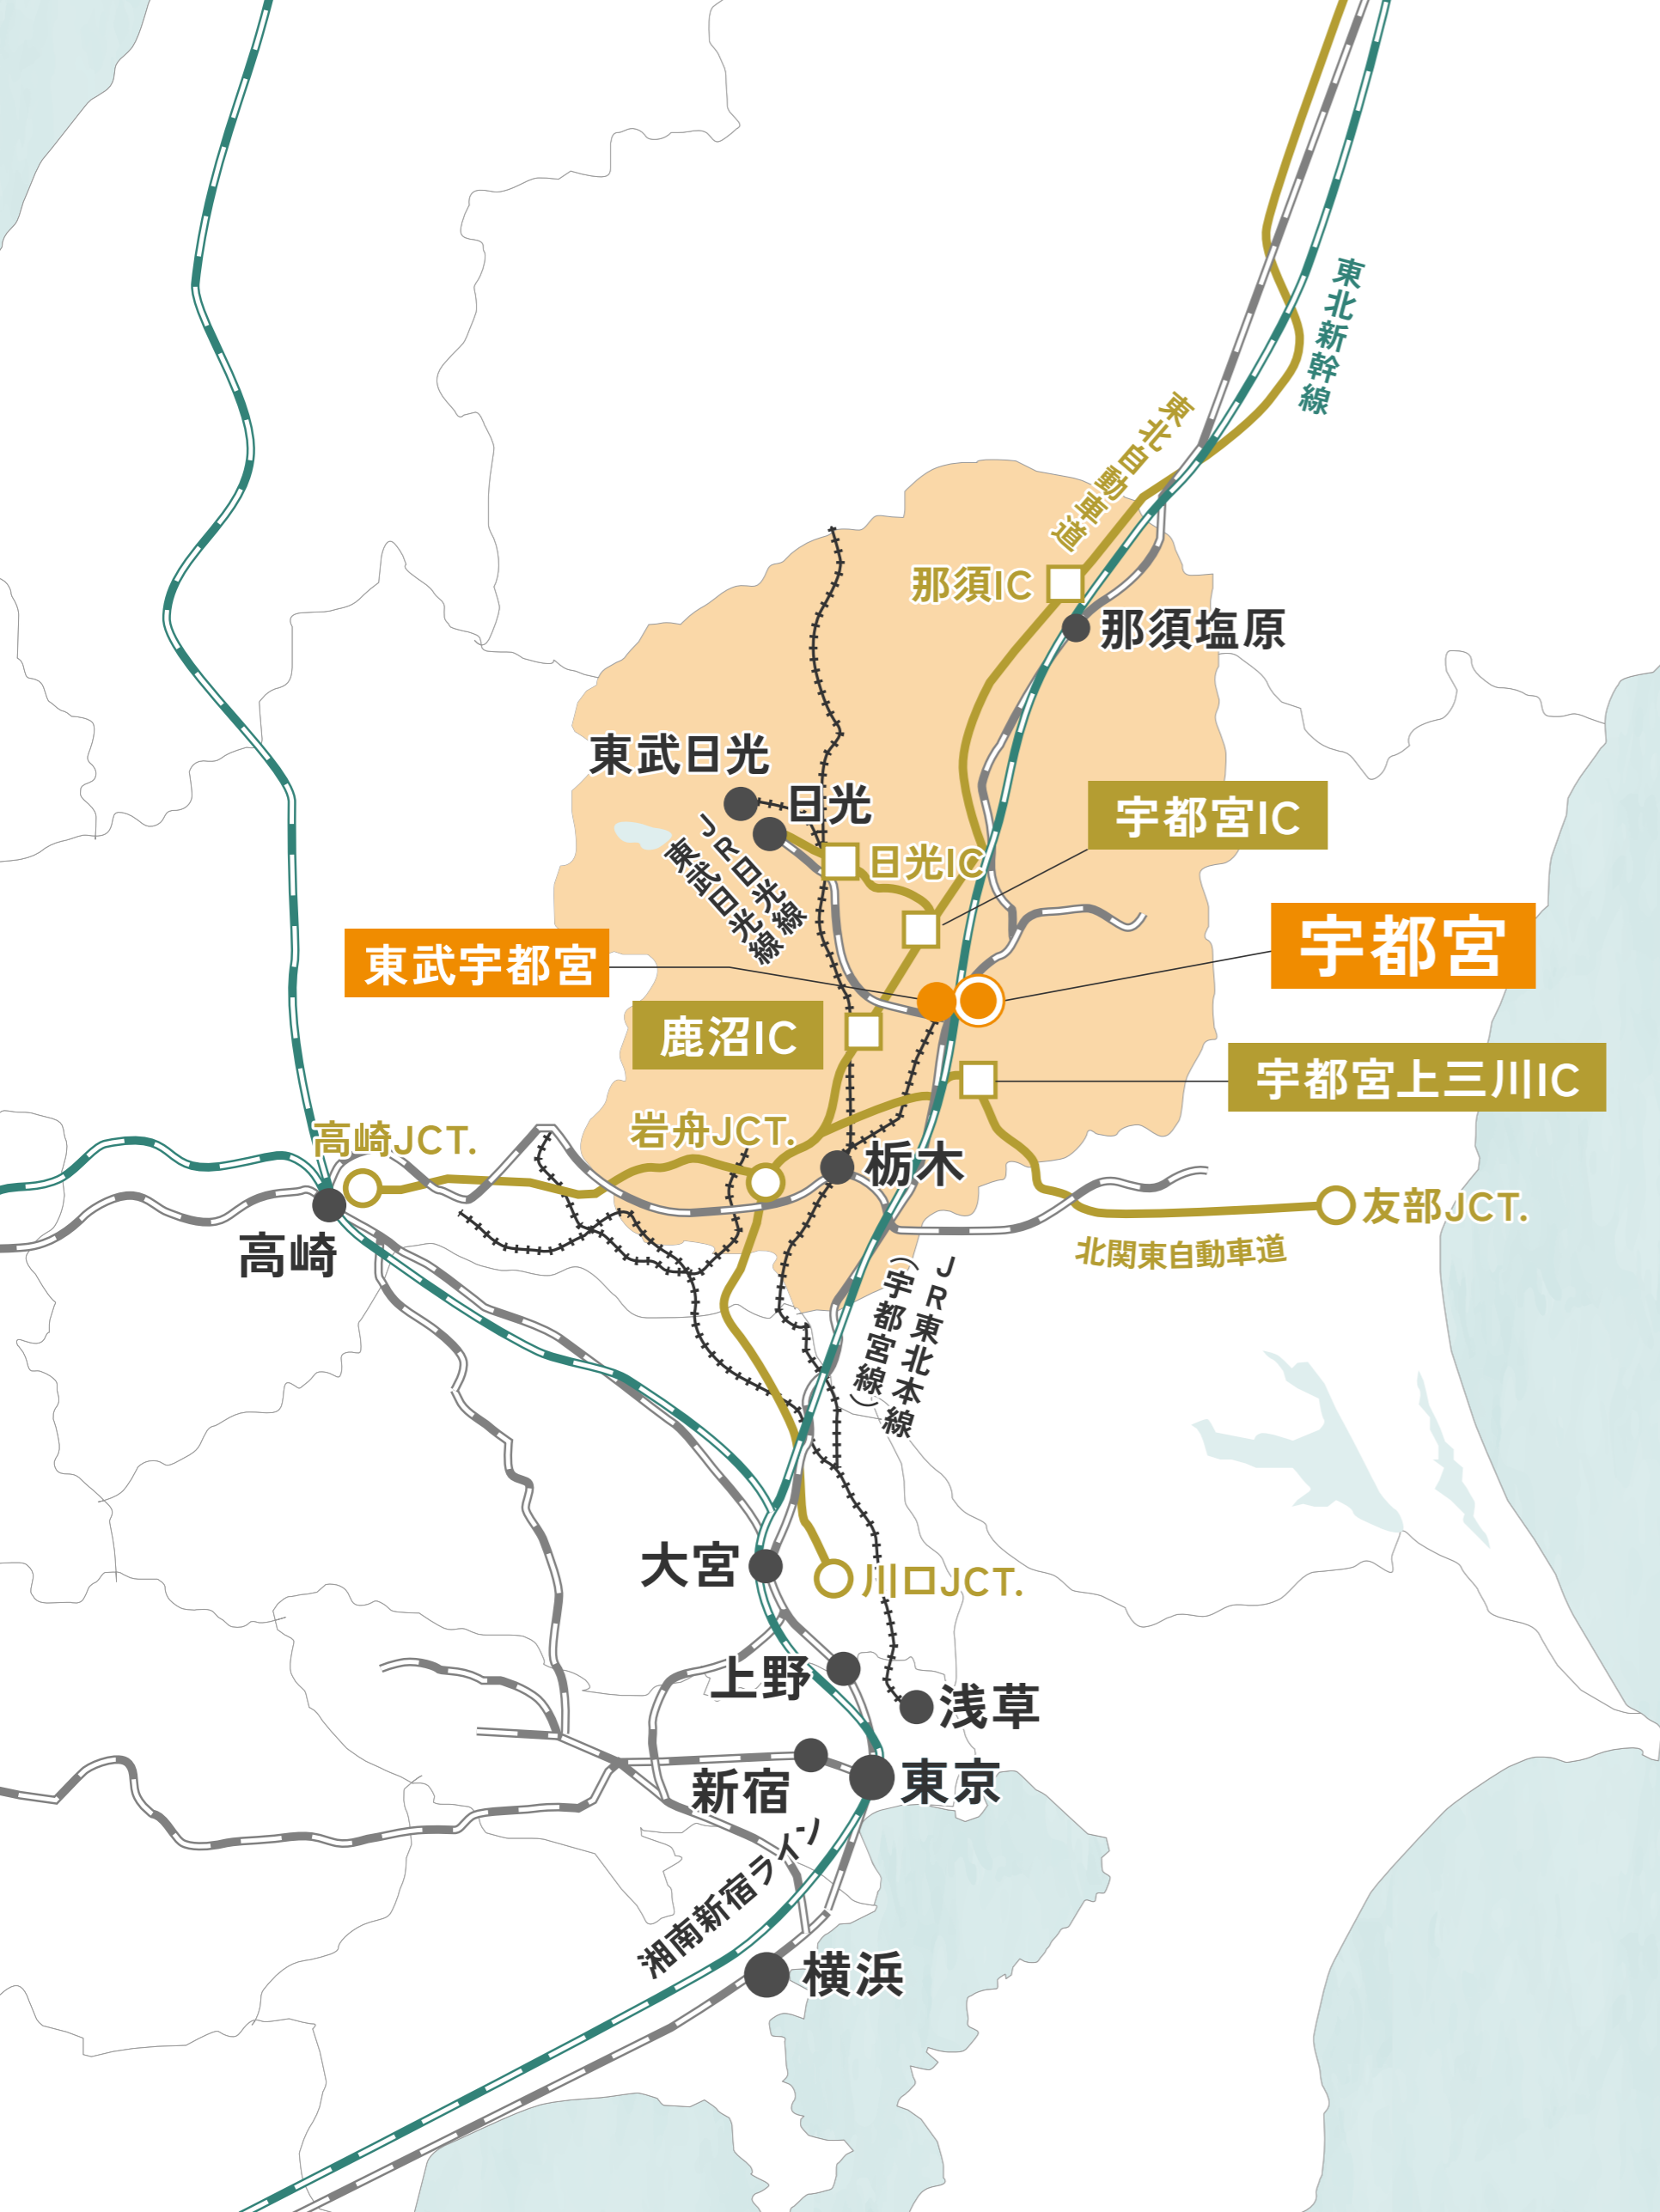 東北新幹線
東北自動車道
那須IC
那須塩原
東武日光
日光
宇都宮IC
JR日光線
東武日光線
日光IC
宇都宮
東武宇都宮
鹿沼IC
宇都宮上三川IC
高崎JCT.
岩舟JCT.
栃木
友部JCT.
高崎
北関東自動車道
JR東北本線
(宇都宮線)
大宮
川口JCT.
上野
浅草
新宿
東京
湘南新宿ライン
横浜